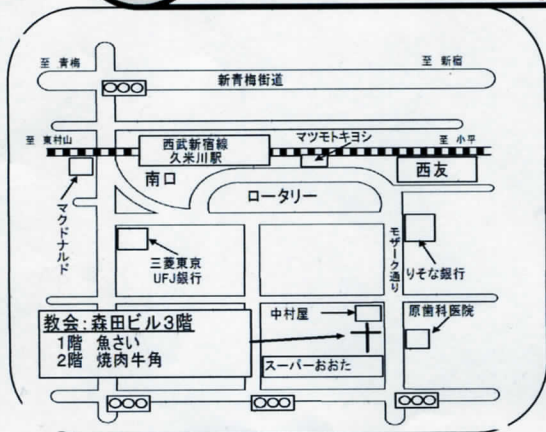 至 青梅
至 新宿
新青梅街道
至 東村山
西武新宿線
久米川駅
マツモトキヨシ
至 小平
西友
南口
ロータリー
マクドナルド
三菱東京
UFJ銀行
モザーク通り
りそな銀行
教会:森田ビル3階
1階 魚さい
2階 焼肉牛角
中村屋
原歯科医院
スーパーおおた